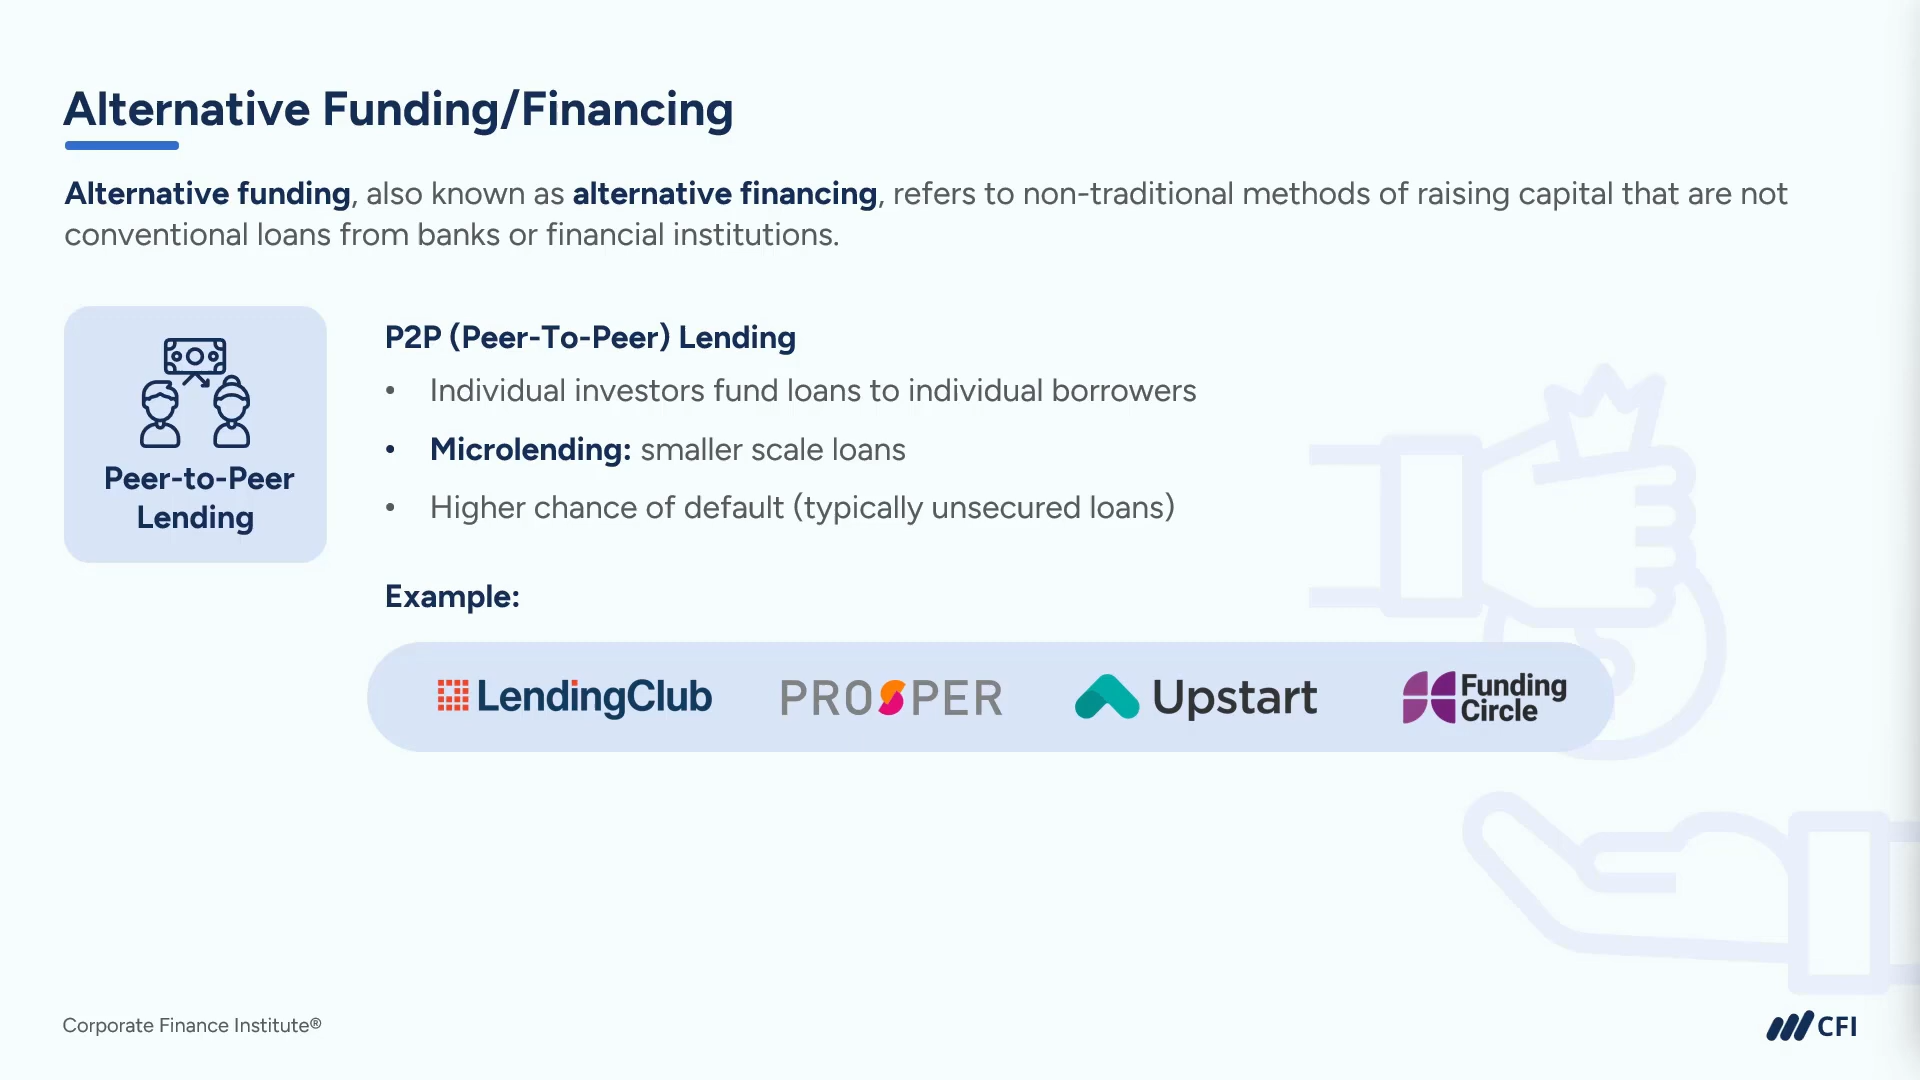 Alternative Funding/Financing
Alternative funding, also known as alternative financing, refers to non-traditional methods of raising capital that are not
conventional loans from banks or financial institutions.
Peer-to-Peer
Lending
P2P (Peer-To-Peer) Lending
• Individual investors fund loans to individual borrowers
• Microlending: smaller scale loans
• Higher chance of default (typically unsecured loans)
Example:
LendingClub
PROSPER
Upstart
Funding
Circle
Corporate Finance Institute®
CFI